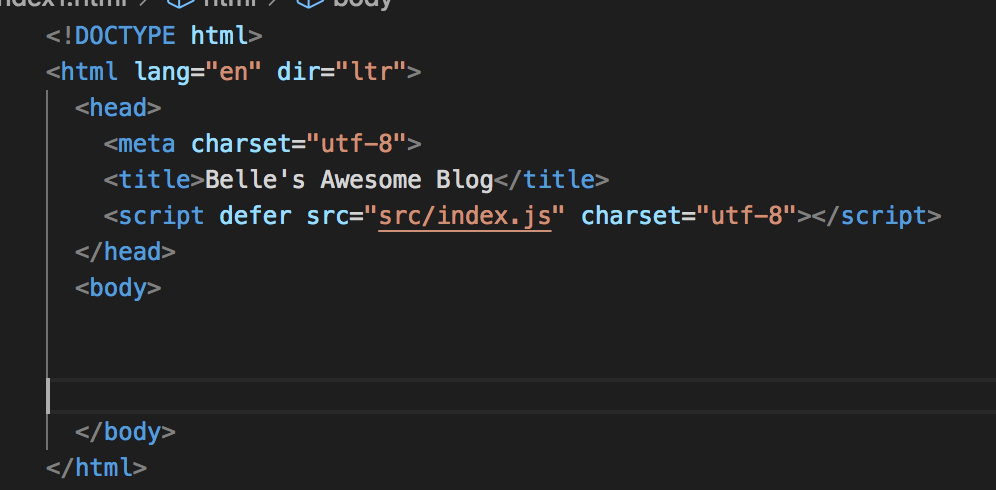 index1.html > html > body
<!DOCTYPE html>
<html lang="en" dir="ltr">
<head>
<meta charset="utf-8">
<title>Belle's Awesome Blog</title>
<script defer src="src/index.js" charset="utf-8"></script>
</head>
<body>
</body>
</html>